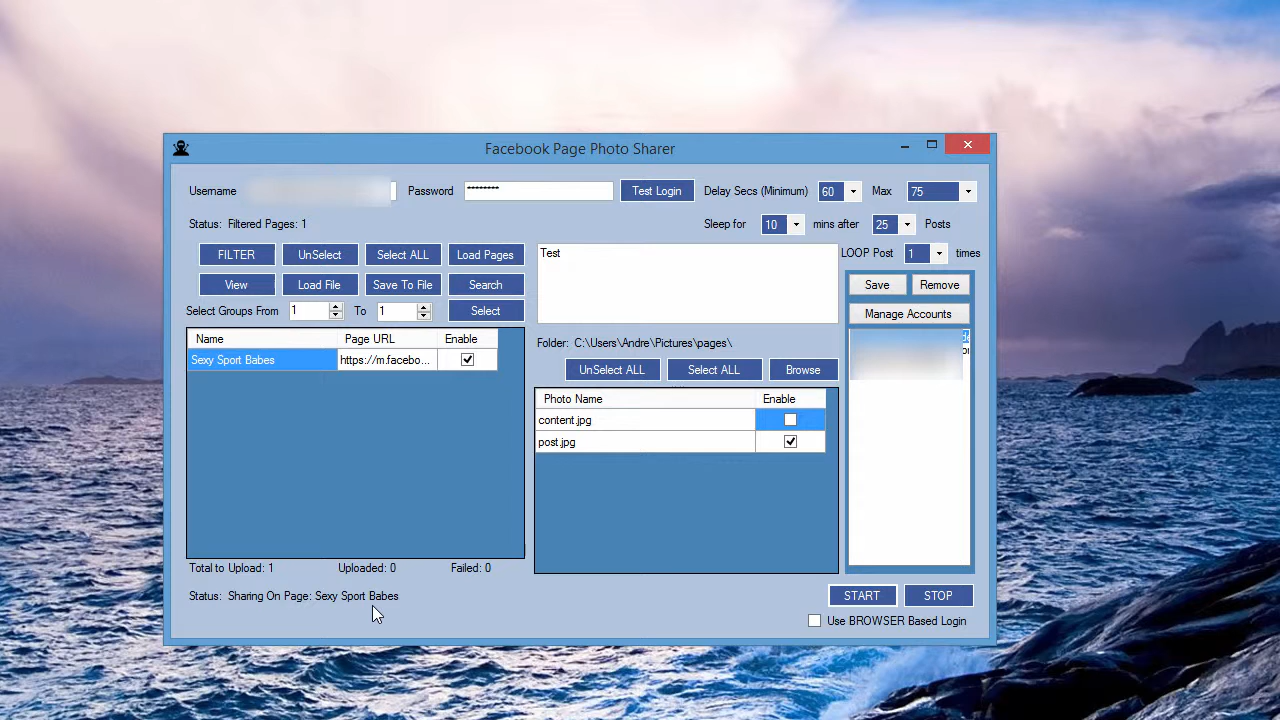 Facebook Page Photo Sharer
Username
Password ********
Test Login
Delay Secs (Minimum) 60 Max 75
Status: Filtered Pages: 1
Sleep for 10 mins after 25 Posts
FILTER UnSelect Select ALL Load Pages
Test
LOOP Post 1 times
View Load File Save To File Search
Save Remove
Select Groups From 1 To 1 Select
Manage Accounts
Name Page URL Enable
Sexy Sport Babes https://m.facebo...
Folder: C:\Users\Andre\Pictures\pages\
UnSelect ALL Select ALL Browse
Photo Name Enable
content.jpg
post.jpg
Total to Upload: 1 Uploaded: 0 Failed: 0
Status: Sharing On Page: Sexy Sport Babes
START STOP
Use BROWSER Based Login